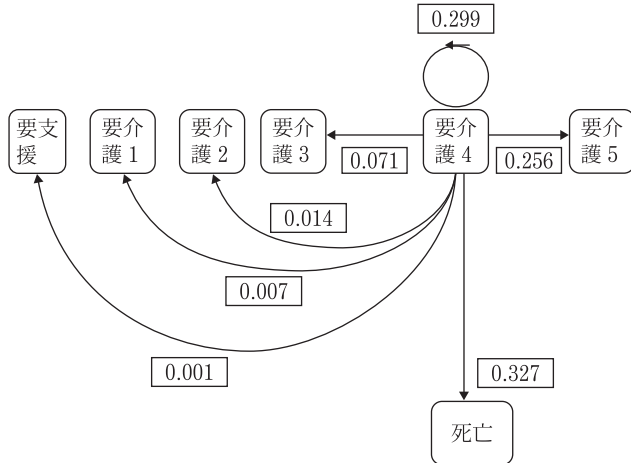 0.299
要支
援
要介
護1
要介
護2
要介
護3
要介
護4
要介
護5
0.071
0.256
0.014
0.007
0.001
0.327
死亡